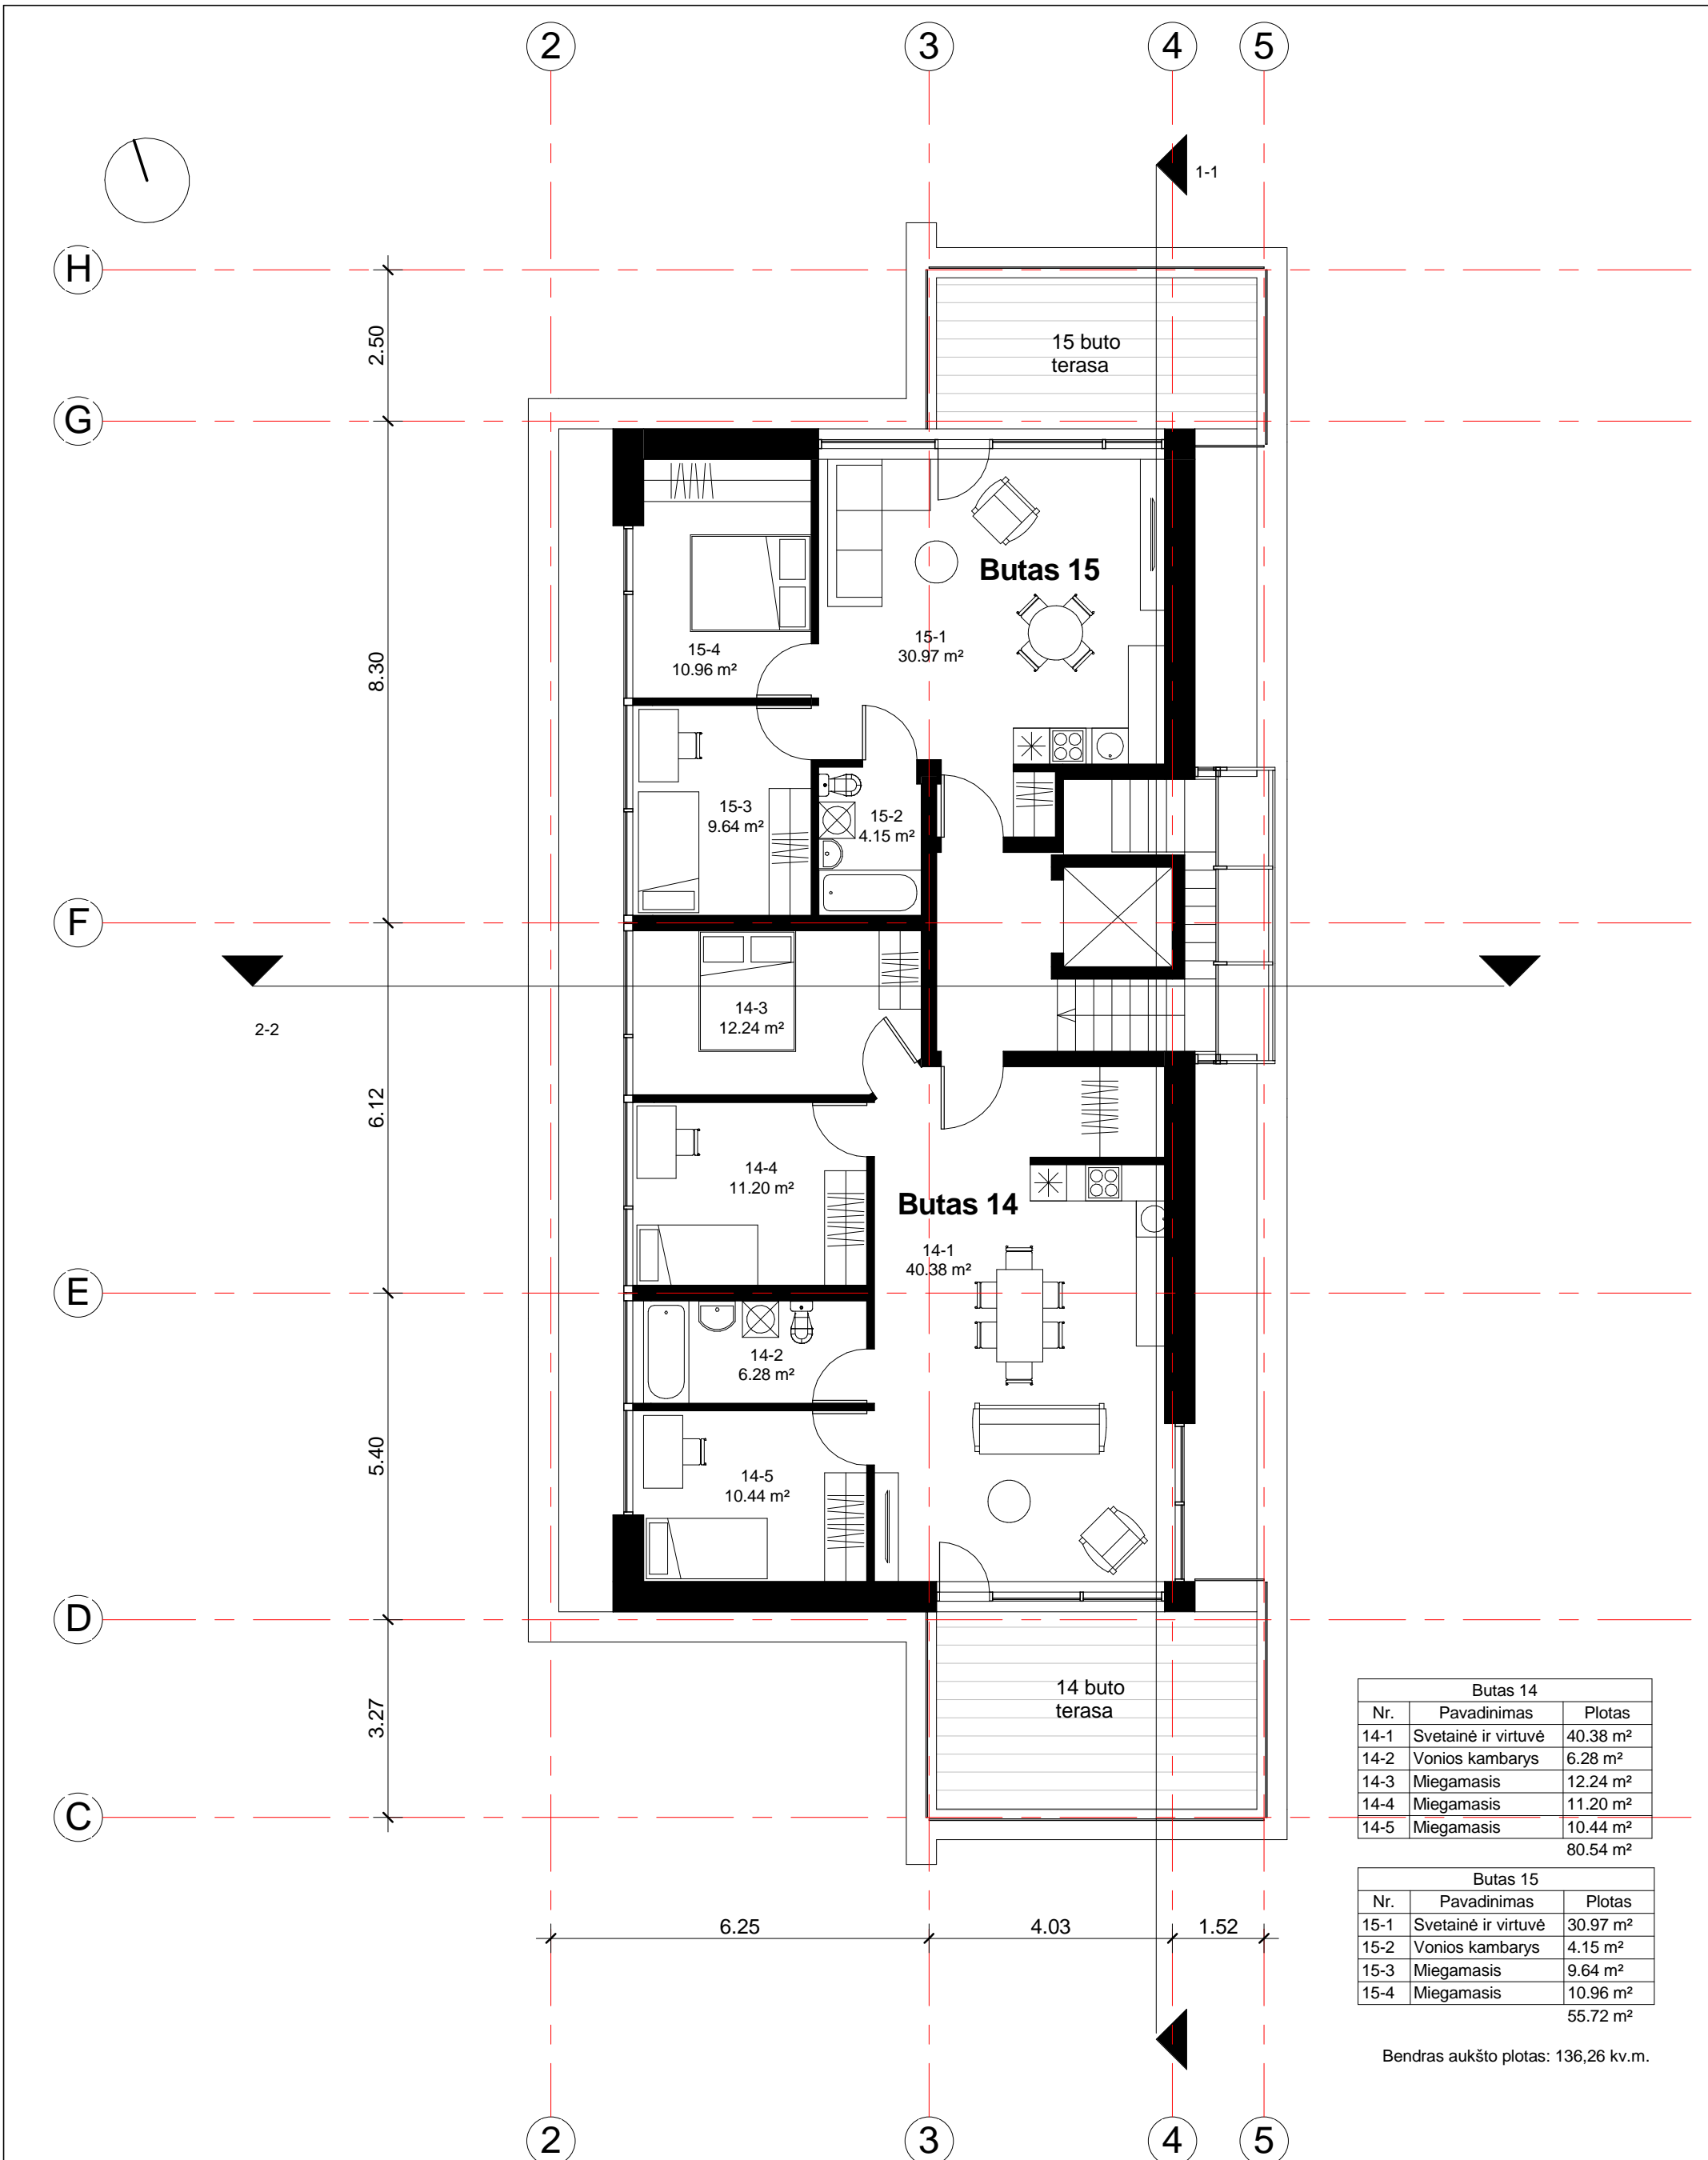 2
3
4
5
1-1
H
2.50
15 buto
terasa
G
8.30
Butas 15
15-1
30.97 m²
15-4
10.96 m²
15-3
9.64 m²
15-2
4.15 m²
F
2-2
14-3
12.24 m²
6.12
14-4
11.20 m²
Butas 14
14-1
40.38 m²
E
14-2
6.28 m²
5.40
14-5
10.44 m²
D
3.27
14 buto
terasa
C
Butas 14
Nr. Pavadinimas Plotas
14-1 Svetainė ir virtuvė 40.38 m²
14-2 Vonios kambarys 6.28 m²
14-3 Miegamasis 12.24 m²
14-4 Miegamasis 11.20 m²
14-5 Miegamasis 10.44 m²
80.54 m²
Butas 15
Nr. Pavadinimas Plotas
15-1 Svetainė ir virtuvė 30.97 m²
15-2 Vonios kambarys 4.15 m²
15-3 Miegamasis 9.64 m²
15-4 Miegamasis 10.96 m²
55.72 m²
Bendras aukšto plotas: 136,26 kv.m.
6.25
4.03
1.52
2
3
4
5